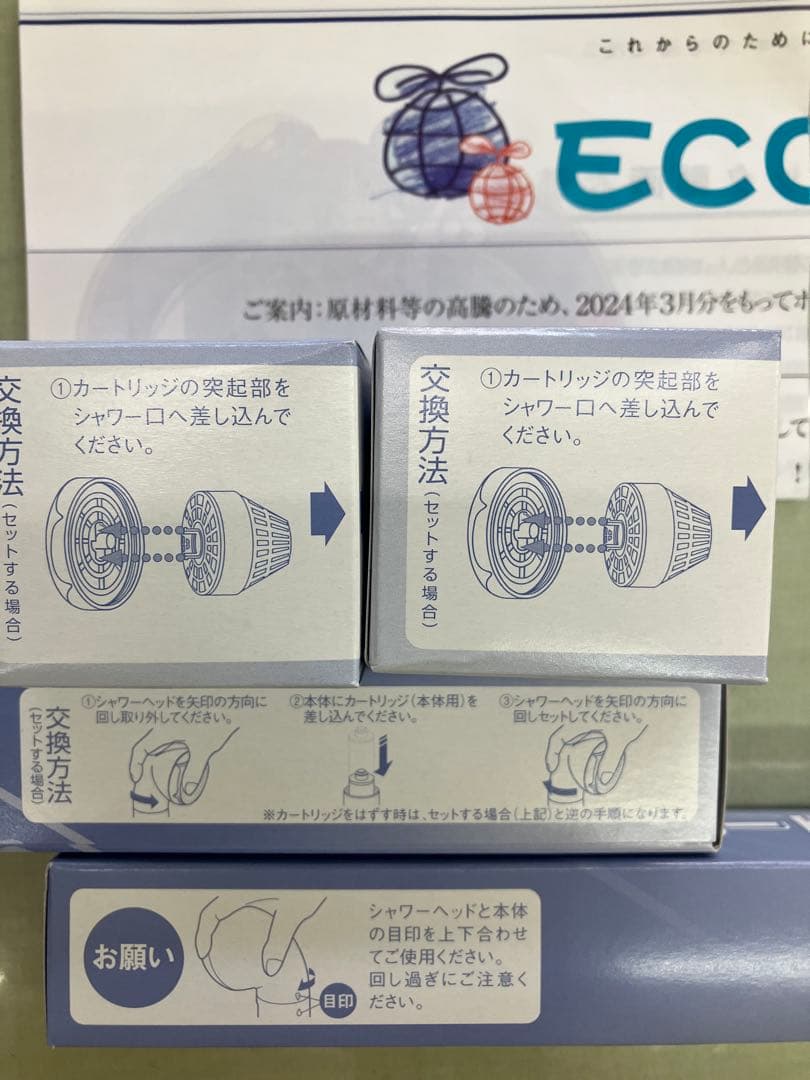 これからのために
ECO
ご案内:原材料等の高騰のため、2024年3月分をもってポ
して
!
交換方法
(セットする場合)
①カートリッジの突起部を
シャワー口へ差し込んで
ください。
交換方法
(セットする場合)
①カートリッジの突起部を
シャワー口へ差し込んで
ください。
交換方法
(セットする場合)
①シャワーヘッドを矢印の方向に
回し取り外してください。
②本体にカートリッジ(本体用)を
差し込んでください。
③シャワーヘッドを矢印の方向に
回しセットしてください。
※カートリッジをはずす時は、セットする場合(上記)と逆の手順になります。
お願い
目印
シャワーヘッドと本体
の目印を上下合わせ
てご使用ください。
回し過ぎにご注意く
ださい。